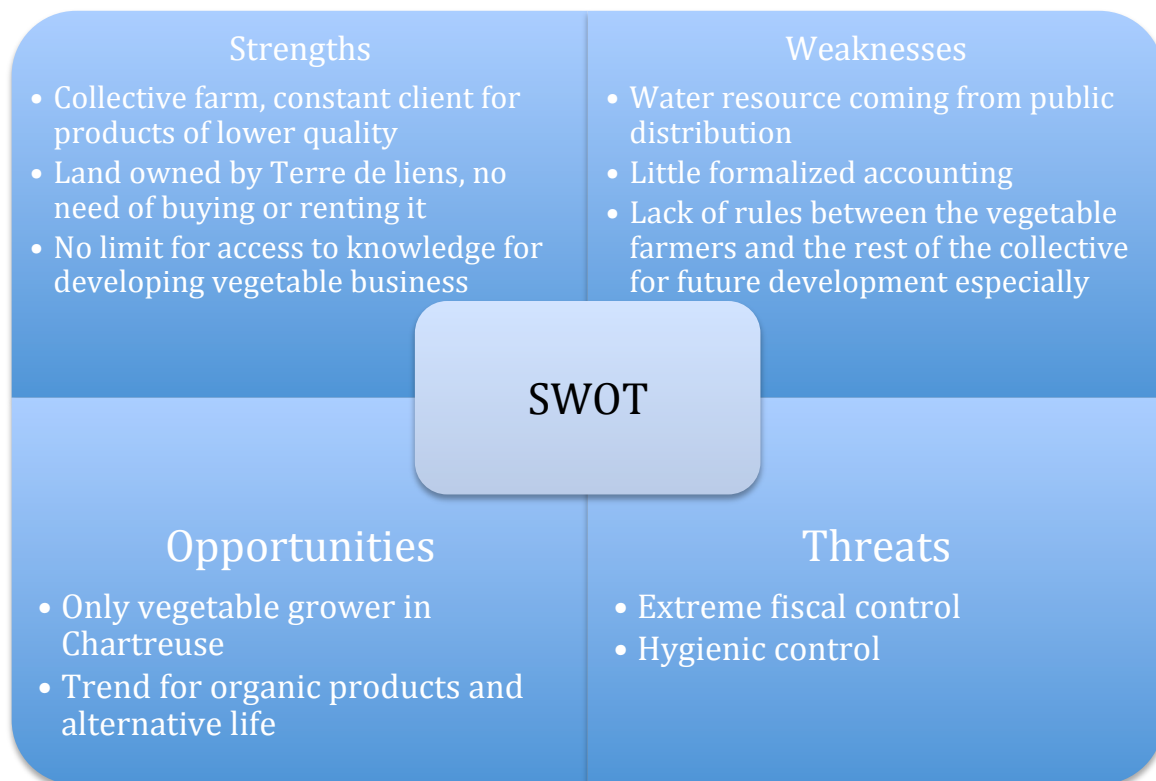 Strengths
• Collective farm, constant client for
products of lower quality
• Land owned by Terre de liens, no
need of buying or renting it
• No limit for access to knowledge for
developing vegetable business
Weaknesses
• Water resource coming from public
distribution
• Little formalized accounting
• Lack of rules between the vegetable
farmers and the rest of the collective
for future development especially
SWOT
Opportunities
• Only vegetable grower in
Chartreuse
• Trend for organic products and
alternative life
Threats
• Extreme fiscal control
• Hygienic control